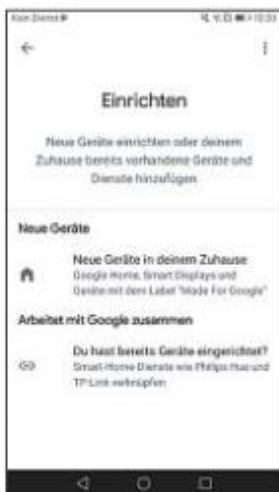 Kein Dienst
Einrichten
Neue Geräte einrichten oder deinem
Zuhause bereits vorhandene Geräte und
Dienste hinzufügen
Neue Geräte
Neue Geräte in deinem Zuhause
Google Home, Smart Displays und
Geräte mit dem Label "Made For Google"
Arbeitet mit Google zusammen
Du hast bereits Geräte eingerichtet?
Smart-Home-Dienste wie Philips Hue und
TP-Link verknüpfen